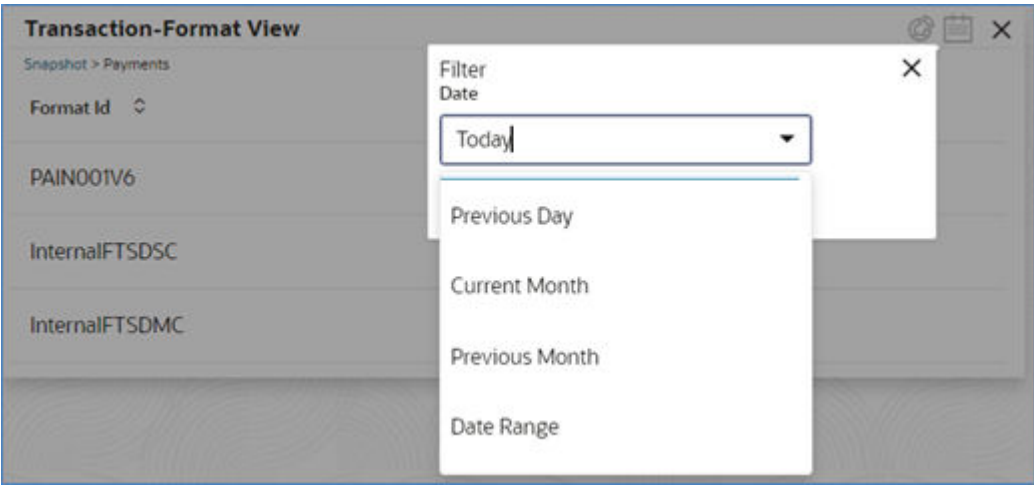 Transaction-Format View
Snapshot > Payments
Format Id
PAIN001V6
InternalFTSDSC
InternalFTSDMC
Filter
Date
Today
Previous Day
Current Month
Previous Month
Date Range